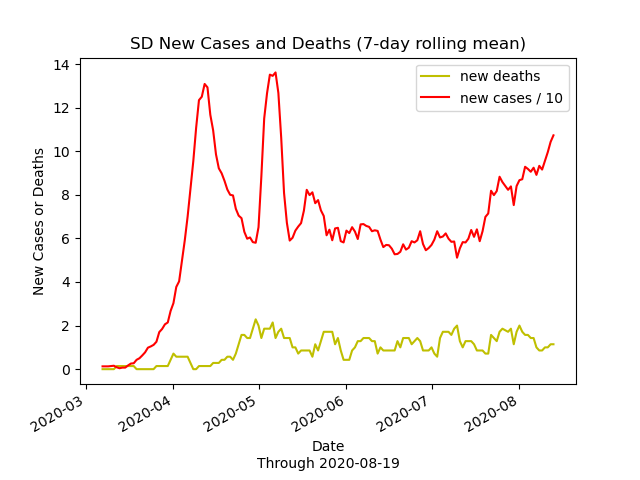 SD New Cases and Deaths (7-day rolling mean)
new deaths
new cases / 10
14
12
10
8
6
4
2
0
New Cases or Deaths
2020-03
2020-04
2020-05
2020-06
2020-07
2020-08
Date
Through 2020-08-19